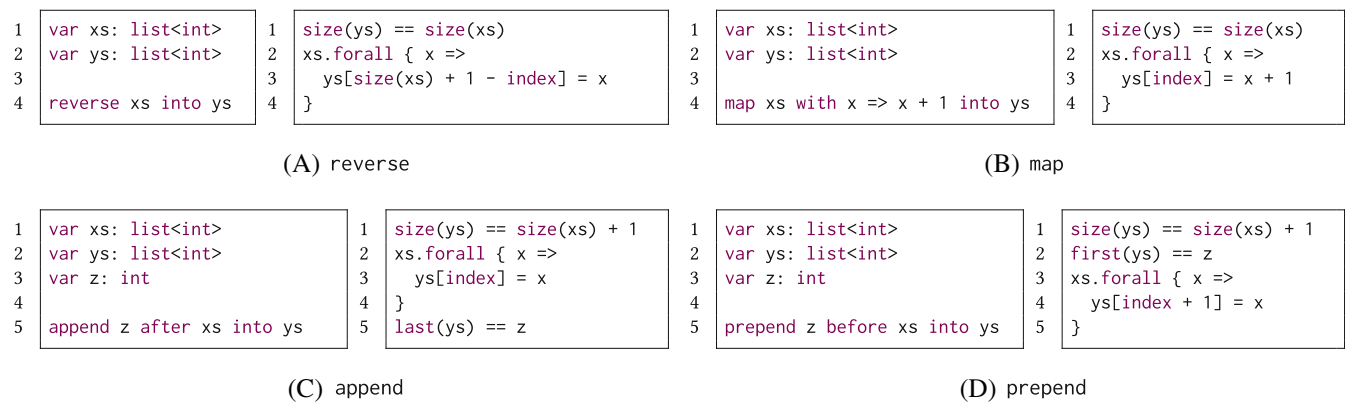 1 var xs: list<int>
2 var ys: list<int>
3
4 reverse xs into ys
1 size(ys) == size(xs)
2 xs.forall { x =>
3   ys[size(xs) + 1 - index] = x
4 }
(A) reverse
1 var xs: list<int>
2 var ys: list<int>
3
4 map xs with x => x + 1 into ys
1 size(ys) == size(xs)
2 xs.forall { x =>
3   ys[index] = x + 1
4 }
(B) map
1 var xs: list<int>
2 var ys: list<int>
3 var z: int
4
5 append z after xs into ys
1 size(ys) == size(xs) + 1
2 xs.forall { x =>
3   ys[index] = x
4 }
5 last(ys) == z
(C) append
1 var xs: list<int>
2 var ys: list<int>
3 var z: int
4
5 prepend z before xs into ys
1 size(ys) == size(xs) + 1
2 first(ys) == z
3 xs.forall { x =>
4   ys[index + 1] = x
5 }
(D) prepend